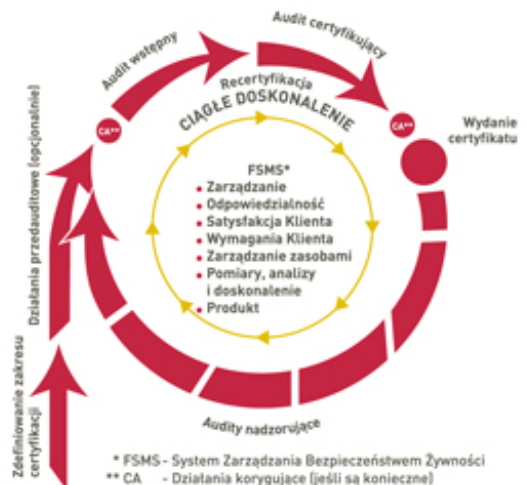 Audit wstępny
Audit certyfikujący
Recertyfikacja
CIĄGŁE DOSKONALENIE
CA**
CA**
Wydanie
certyfikatu
Działania przedauditowe (opcjonalnie)
FSMS*
• Zarządzanie
• Odpowiedzialność
• Satysfakcja Klienta
• Wymagania Klienta
• Zarządzanie zasobami
• Pomiary, analizy
i doskonalenie
• Produkt
Zdefiniowanie zakresu
certyfikacji
Audity nadzorujące
* FSMS - System Zarządzania Bezpieczeństwem Żywności
** CA - Działania korygujące (jeśli są konieczne)